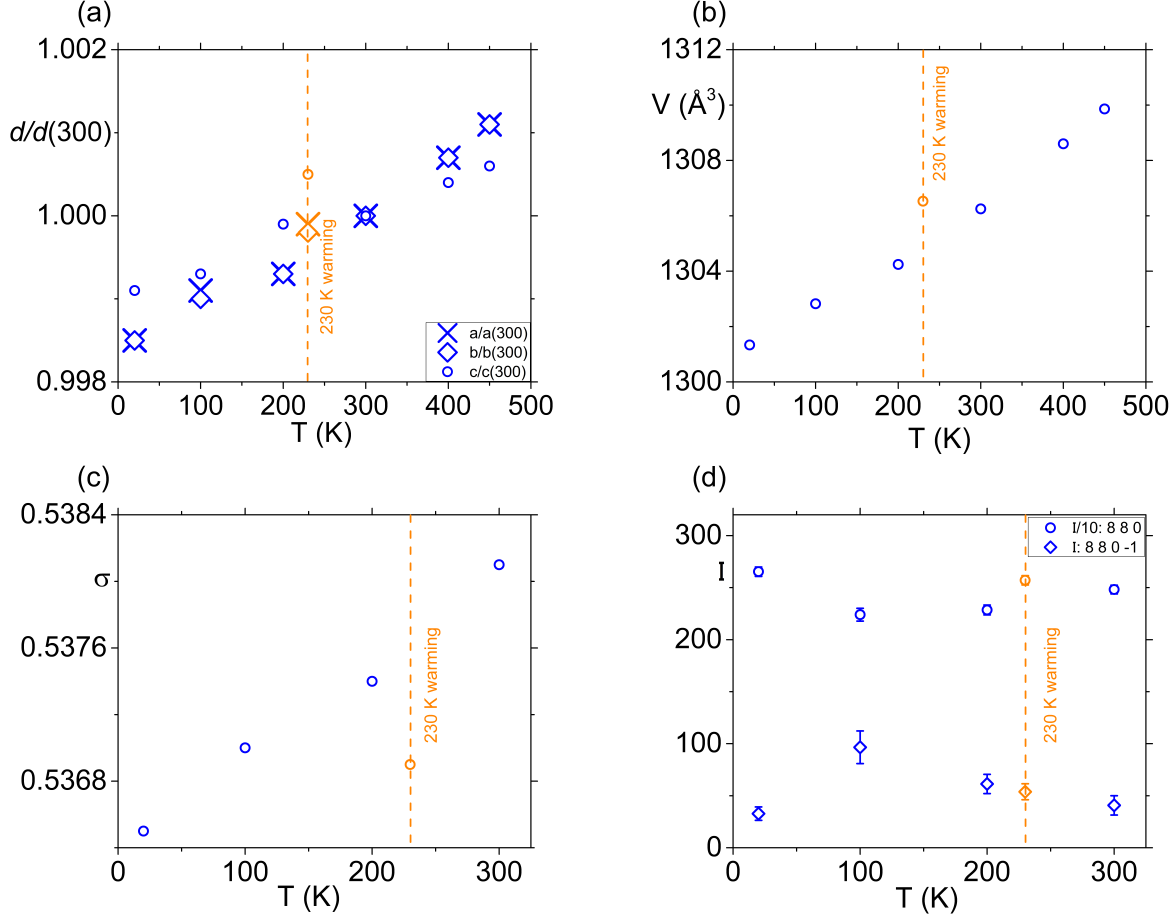 (a)
1.002
d/d(300)
1.000
0.998
230 K warming
a/a(300)
b/b(300)
c/c(300)
0 100 200 300 400 500
T (K)
(b)
1312
V (Å³)
1308
1304
1300
230 K warming
0 100 200 300 400 500
T (K)
(c)
0.5384
σ
0.5376
0.5368
230 K warming
0 100 200 300
T (K)
(d)
300
I
200
100
0
I/10: 8 8 0
I: 8 8 0 -1
230 K warming
0 100 200 300
T (K)